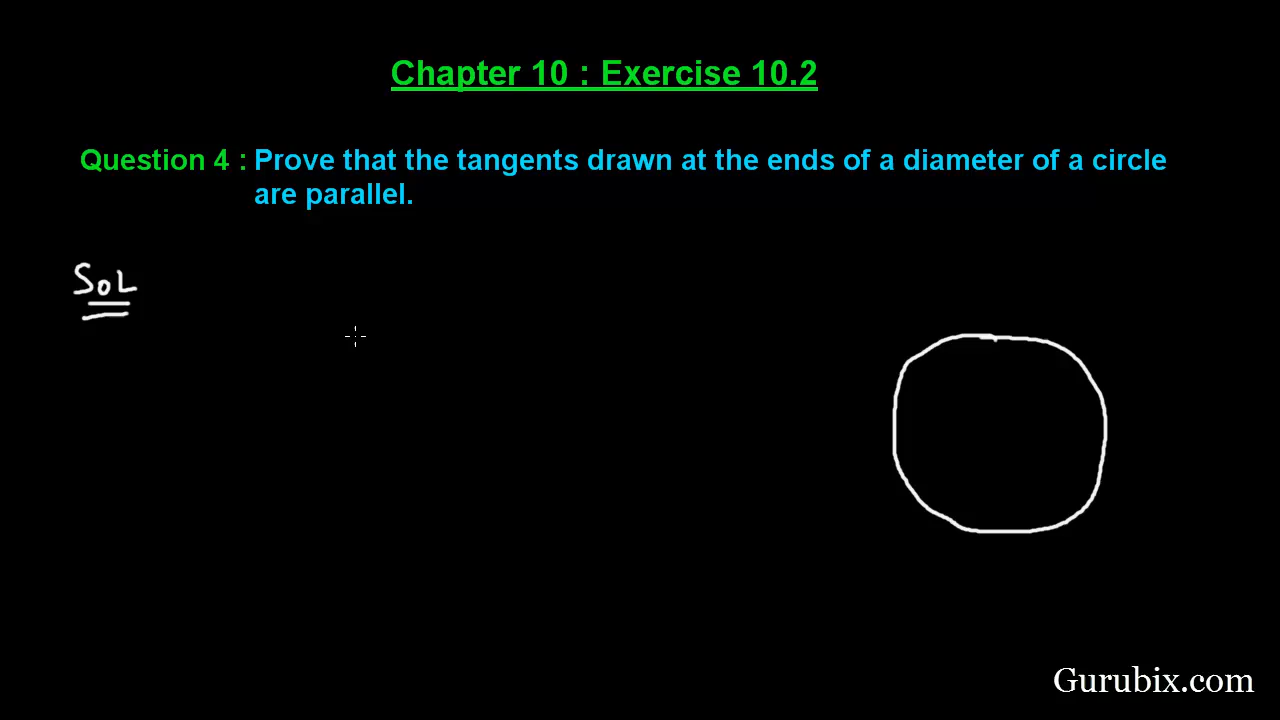 Chapter 10 : Exercise 10.2
Question 4 : Prove that the tangents drawn at the ends of a diameter of a circle
are parallel.
SOL
Gurubix.com